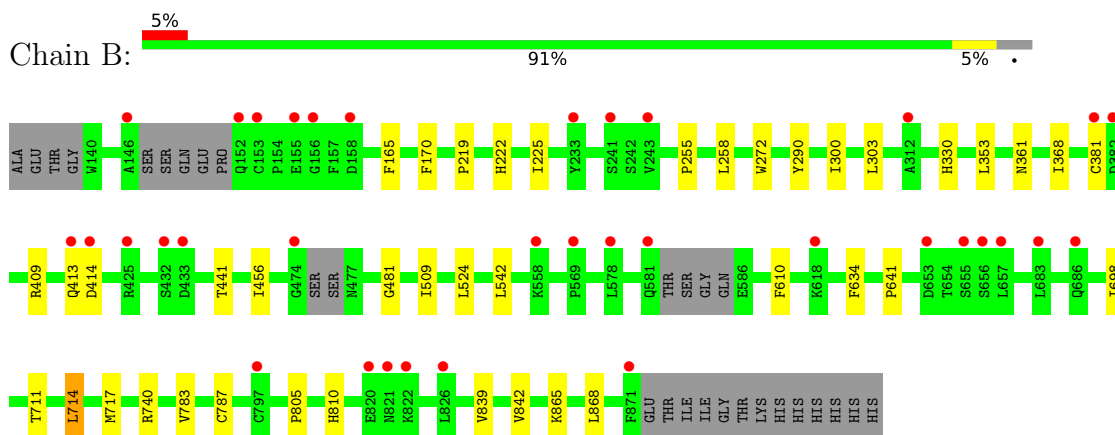 5%
Chain B:
91% 5% •
ALA GLU THR GLY W140 A146 SER SER GLN GLU PRO Q152 C153 P154 E155 G156 F157 D158 F165 F170 P219 H222 I225 Y233 S241 S242 V243 P255 L258 W272 Y290 I300 L303 A312 H330 L353 N361 I368 C381 D382
R409 Q413 D414 R425 S432 D433 T441 I456 G474 SER SER N477 G481 I509 L524 L542 K558 P569 L578 Q581 THR SER GLY GLN E586 F610 K618 F634 P641 D653 T654 S655 S656 L657 L683 Q686 I698
T711 L714 M717 R740 V783 C787 C797 P805 H810 E820 N821 K822 L826 V839 V842 K865 L868 F871 GLU THR ILE ILE GLY THR LYS HIS HIS HIS HIS HIS HIS